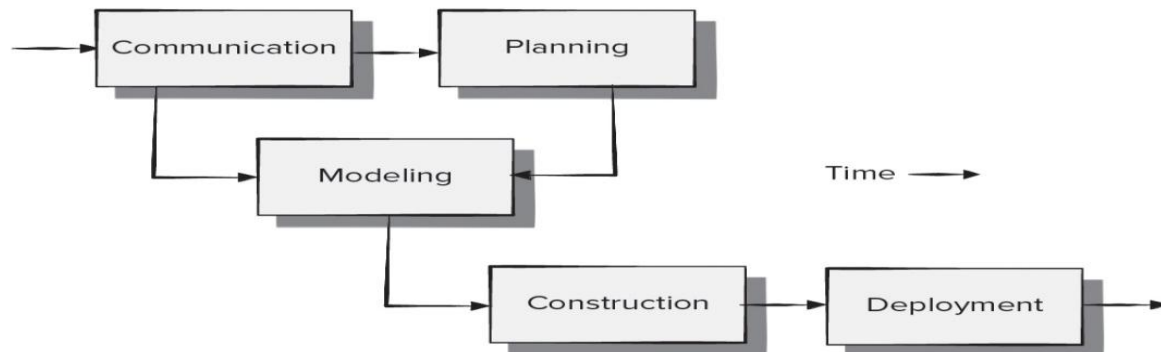 Communication
Planning
Modeling
Time
Construction
Deployment